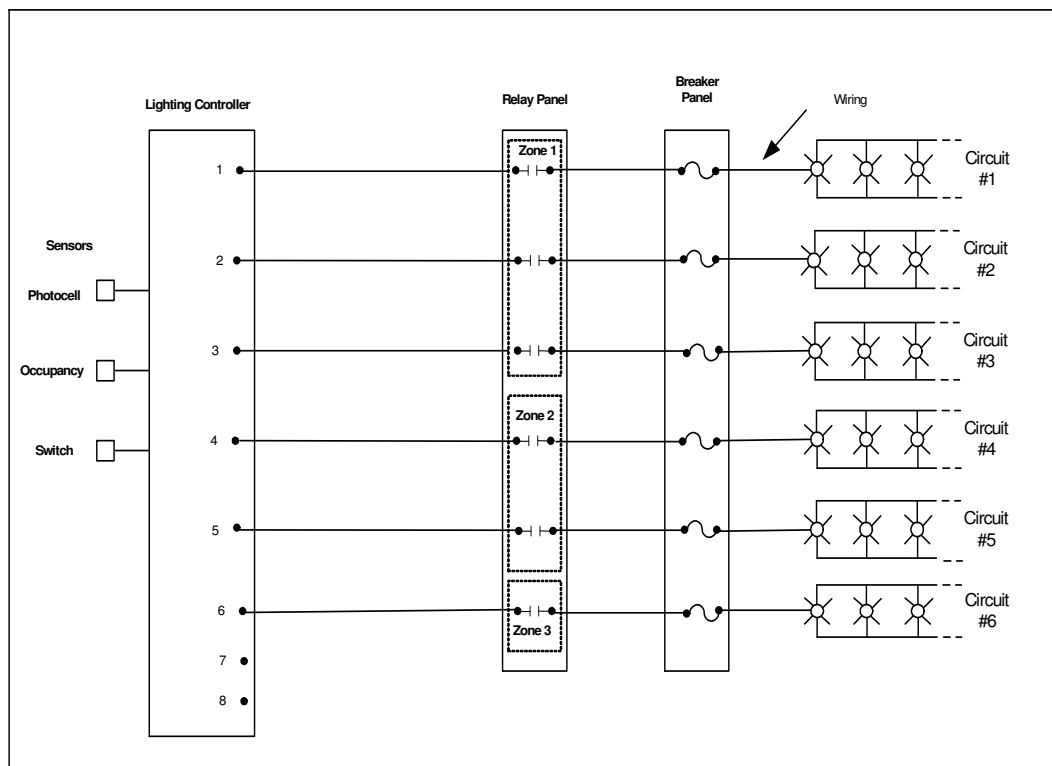 Lighting Controller
Relay Panel
Breaker
Panel
Wiring
Sensors
Photocell
Occupancy
Switch
1
2
3
4
5
6
7
8
Zone 1
Zone 2
Zone 3
Circuit
#1
Circuit
#2
Circuit
#3
Circuit
#4
Circuit
#5
Circuit
#6